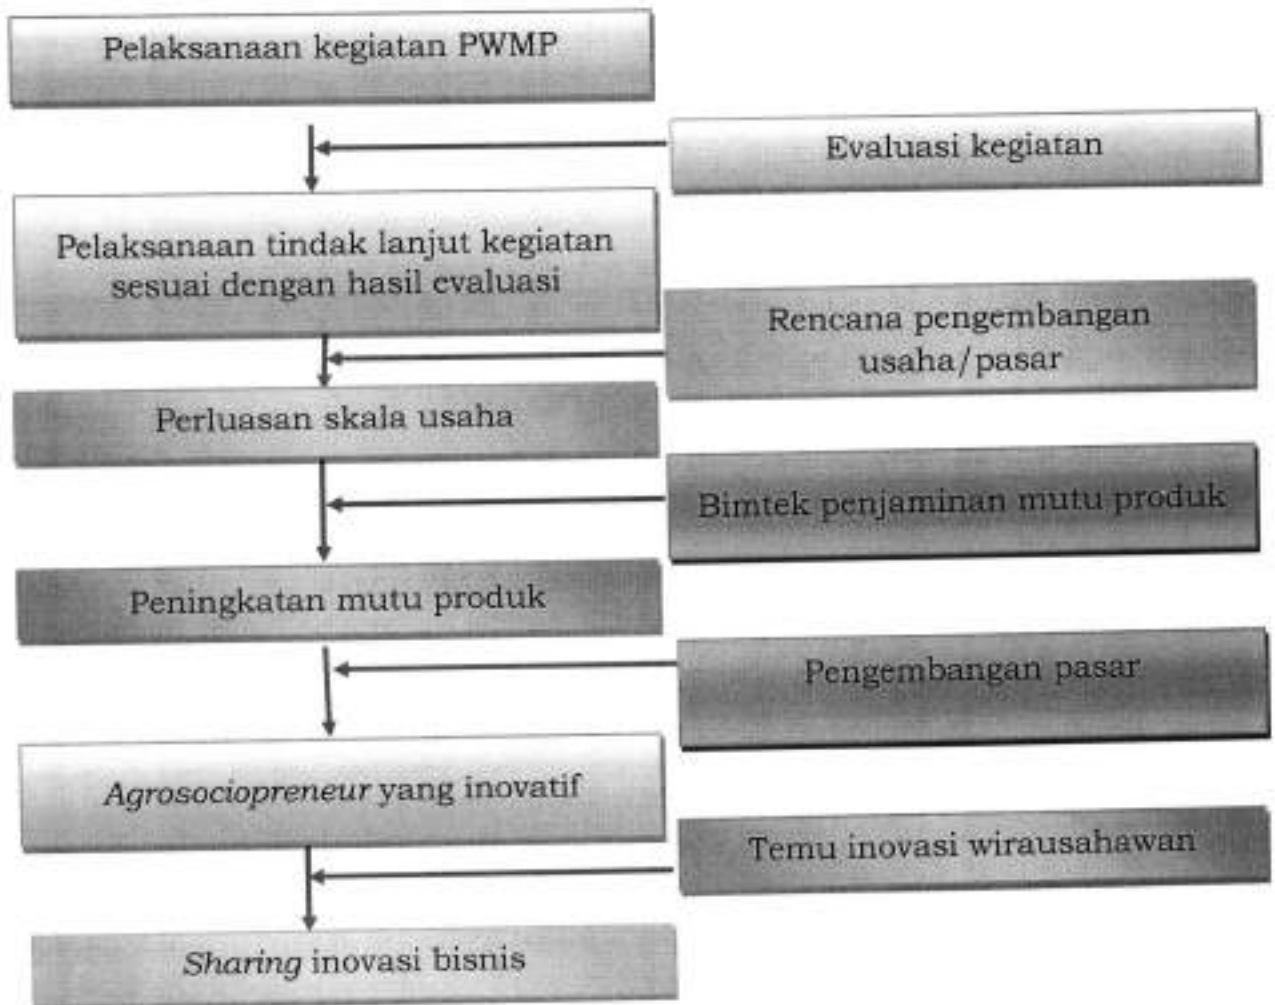 Pelaksanaan kegiatan PWMP
Evaluasi kegiatan
Pelaksanaan tindak lanjut kegiatan
sesuai dengan hasil evaluasi
Rencana pengembangan
usaha/pasar
Perluasan skala usaha
Bimtek penjaminan mutu produk
Peningkatan mutu produk
Pengembangan pasar
Agrosociopreneur yang inovatif
Temu inovasi wirausahawan
Sharing inovasi bisnis